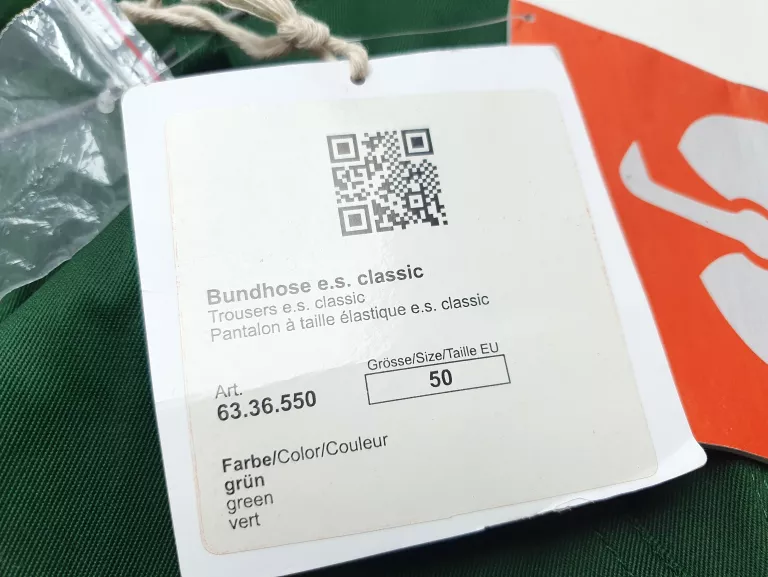 Bundhose e.s. classic
Trousers e.s. classic
Pantalon à taille élastique e.s. classic
Art.
63.36.550
Grösse/Size/Taille EU
50
Farbe/Color/Couleur
grün
green
vert